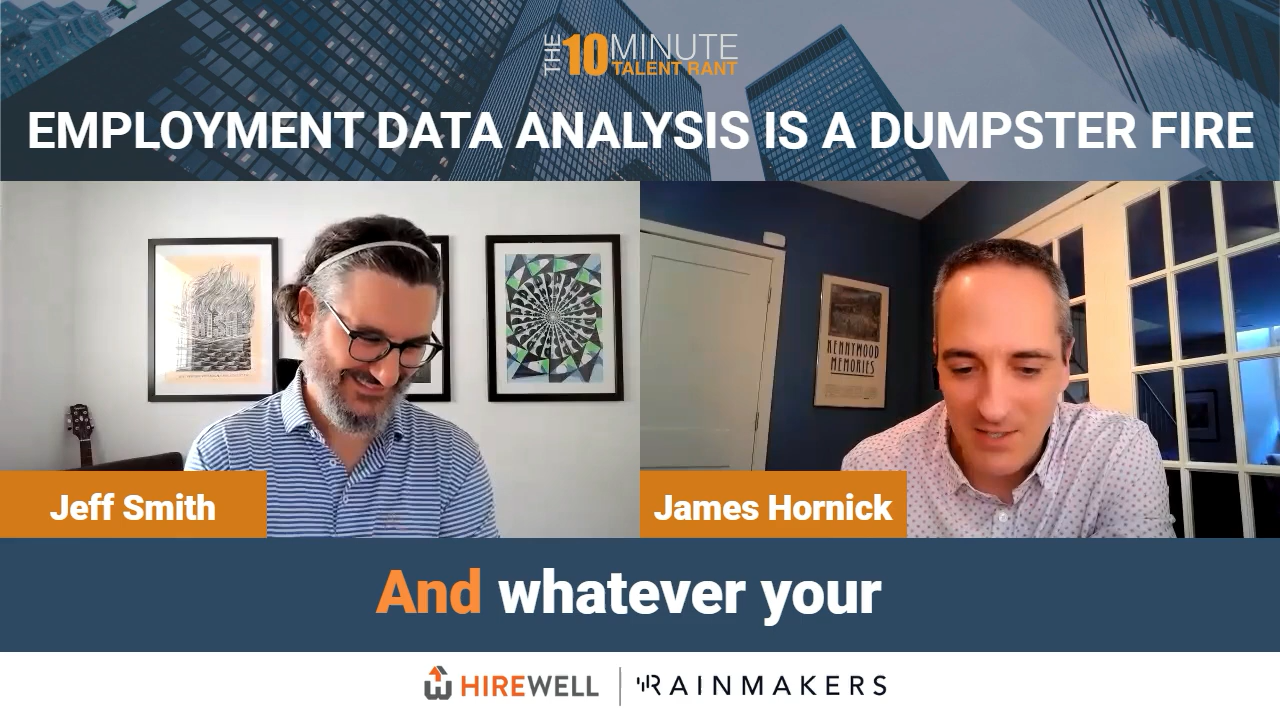 THE 10 MINUTE
TALENT RANT
EMPLOYMENT DATA ANALYSIS IS A DUMPSTER FIRE
KENNYWOOD
MEMORIES
Jeff Smith
James Hornick
And whatever your
HIREWELL
RAINMAKERS